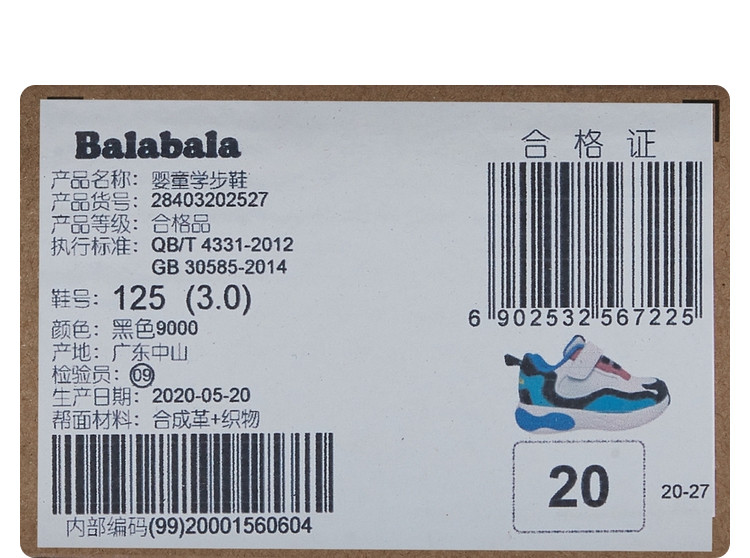 Balabala
合格证
产品名称：婴童学步鞋
产品货号：28403202527
产品等级：合格品
执行标准：QB/T 4331-2012
GB 30585-2014
鞋号：125 (3.0)
6 902532 567225
颜色：黑色9000
产地：广东中山
检验员：09
生产日期：2020-05-20
帮面材料：合成革+织物
20
20-27
内部编码(99)20001560604